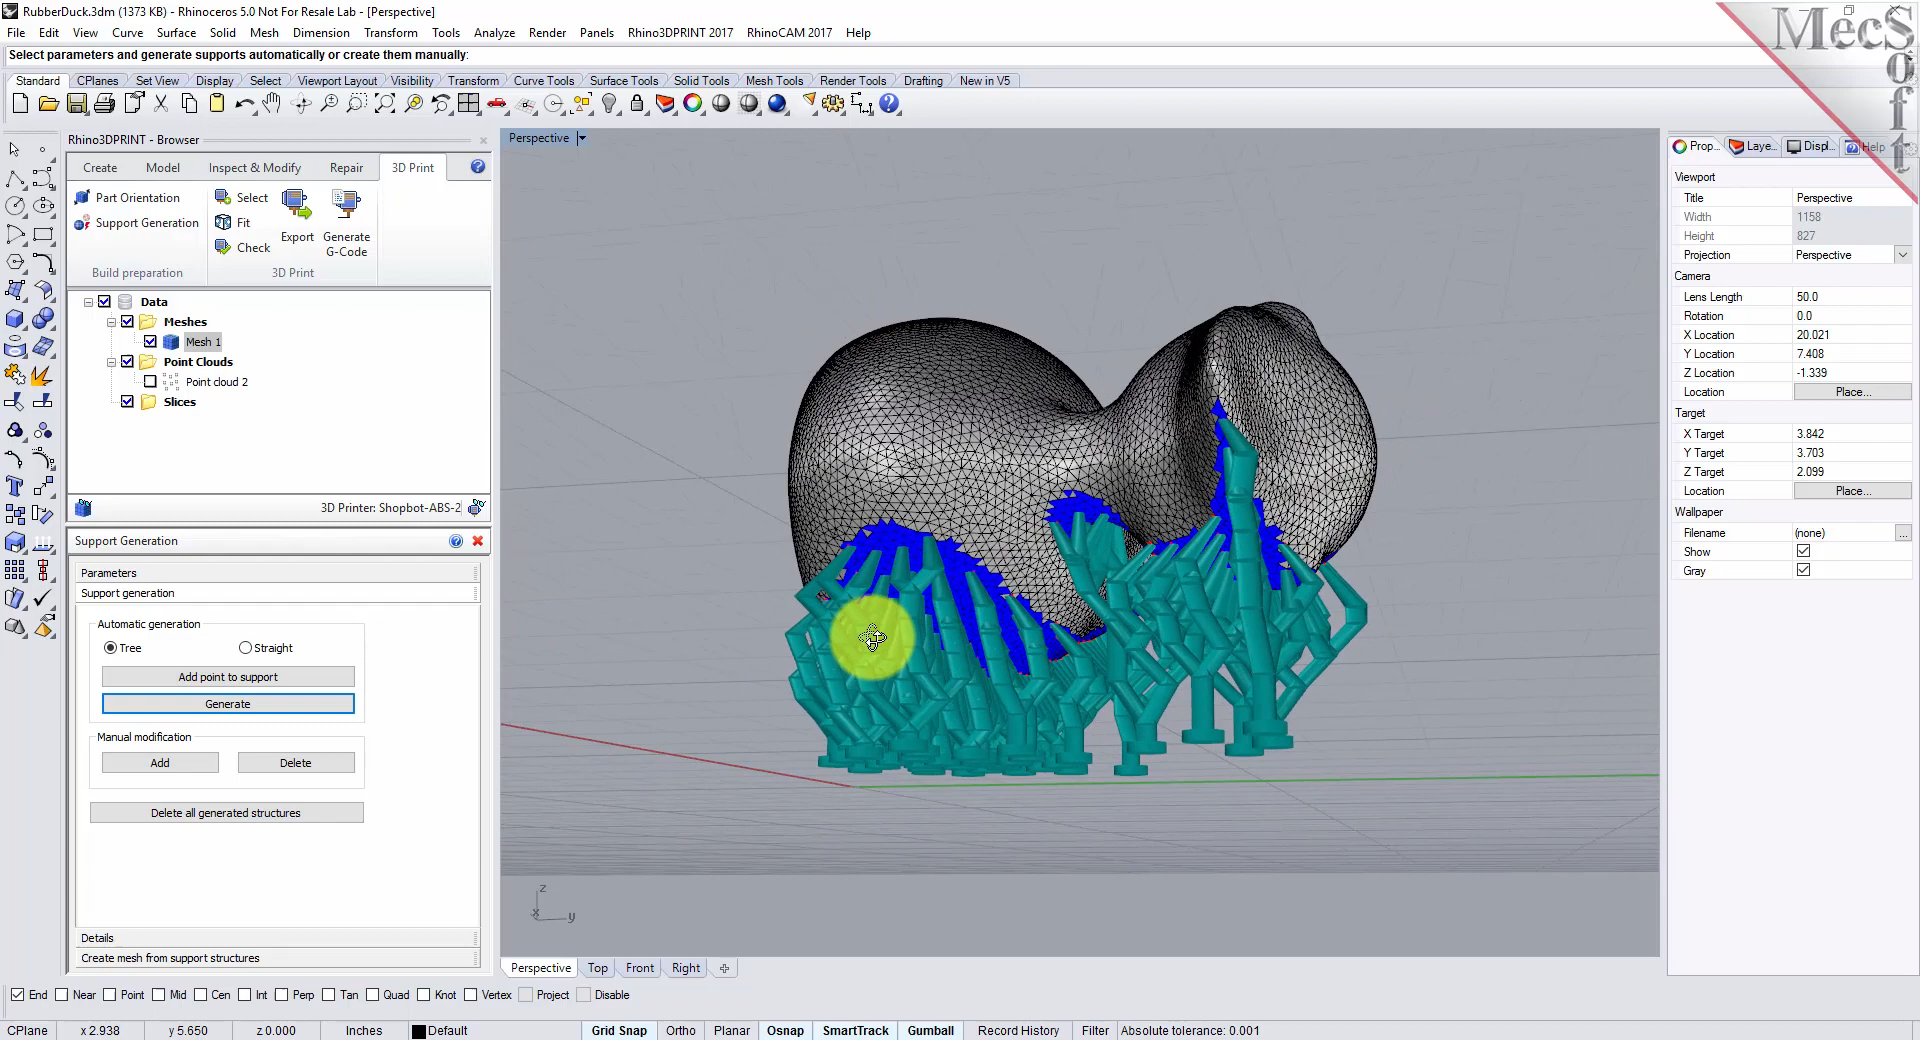 RubberDuck.3dm (1373 KB) - Rhinoceros 5.0 Not For Resale Lab - [Perspective]
File Edit View Curve Surface Solid Mesh Dimension Transform Tools Analyze Render Panels Rhino3DPRINT 2017 RhinoCAM 2017 Help
MecSoft
Select parameters and generate supports automatically or create them manually:
Standard CPlanes Set View Display Select Viewport Layout Visibility Transform Curve Tools Surface Tools Solid Tools Mesh Tools Render Tools Drafting New in V5
Rhino3DPRINT - Browser
Create Model Inspect & Modify Repair 3D Print
Part Orientation
Support Generation
Build preparation
Select
Fit
Check
Export
Generate
G-Code
3D Print
Data
Meshes
Mesh 1
Point Clouds
Point cloud 2
Slices
3D Printer: Shopbot-ABS-2
Support Generation
Parameters
Support generation
Automatic generation
Tree Straight
Add point to support
Generate
Manual modification
Add Delete
Delete all generated structures
Details
Create mesh from support structures
Perspective
z
x y
Perspective Top Front Right
Prop... Laye... Displ... Help
Viewport
Title Perspective
Width 1158
Height 827
Projection Perspective
Camera
Lens Length 50.0
Rotation 0.0
X Location 20.021
Y Location 7.408
Z Location -1.339
Location Place...
Target
X Target 3.842
Y Target 3.703
Z Target 2.099
Location Place...
Wallpaper
Filename (none) ...
Show
Gray
End Near Point Mid Cen Int Perp Tan Quad Knot Vertex Project Disable
CPlane x 2.938 y 5.650 z 0.000 Inches Default Grid Snap Ortho Planar Osnap SmartTrack Gumball Record History Filter Absolute tolerance: 0.001